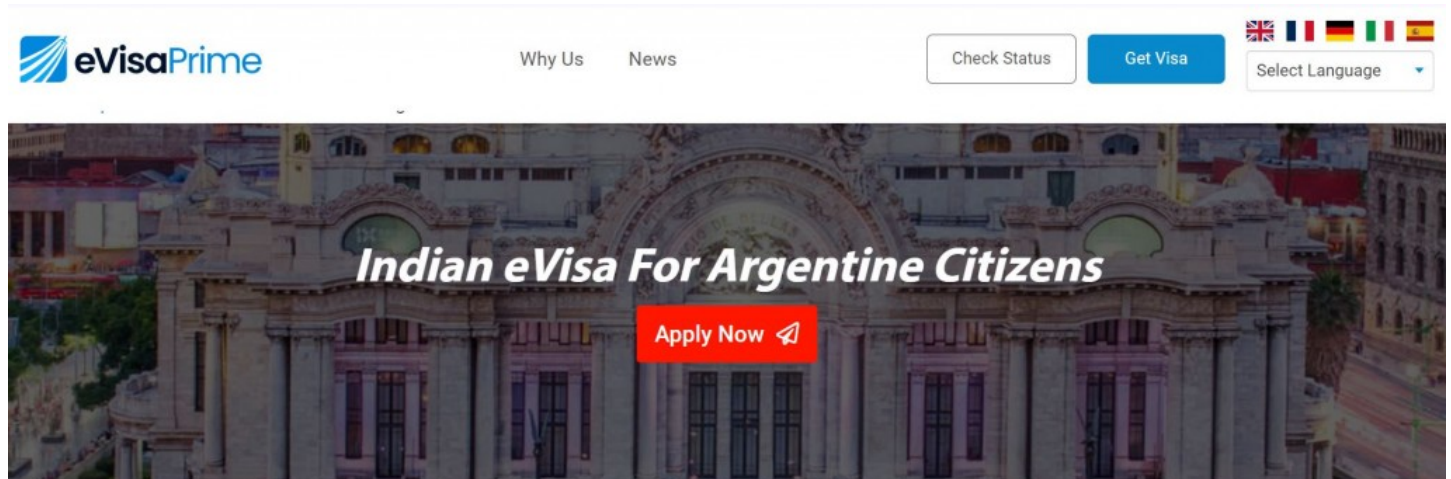 eVisaPrime
Why Us
News
Check Status
Get Visa
Select Language
Indian eVisa For Argentine Citizens
Apply Now